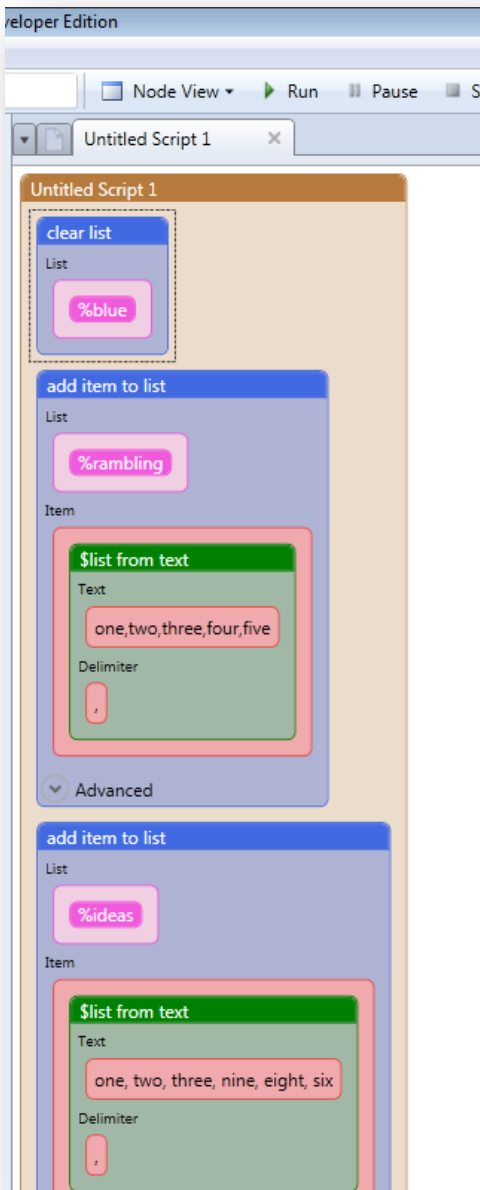 veloper Edition
Node View Run Pause S
Untitled Script 1
Untitled Script 1
clear list
List
%blue
add item to list
List
%rambling
Item
$list from text
Text
one,two,three,four,five
Delimiter
,
Advanced
add item to list
List
%ideas
Item
$list from text
Text
one, two, three, nine, eight, six
Delimiter
,